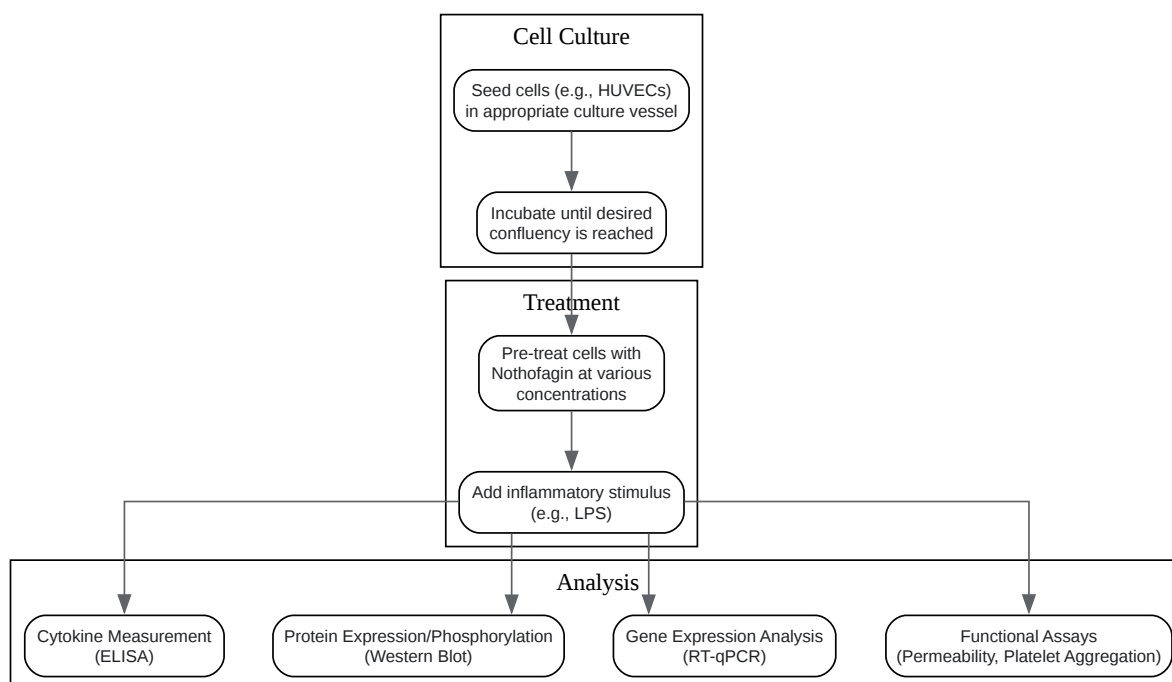 Cell Culture
Seed cells (e.g., HUVECs)
in appropriate culture vessel
Incubate until desired
confluency is reached
Treatment
Pre-treat cells with
Nothofagin at various
concentrations
Add inflammatory stimulus
(e.g., LPS)
Analysis
Cytokine Measurement
(ELISA)
Protein Expression/Phosphorylation
(Western Blot)
Gene Expression Analysis
(RT-qPCR)
Functional Assays
(Permeability, Platelet Aggregation)